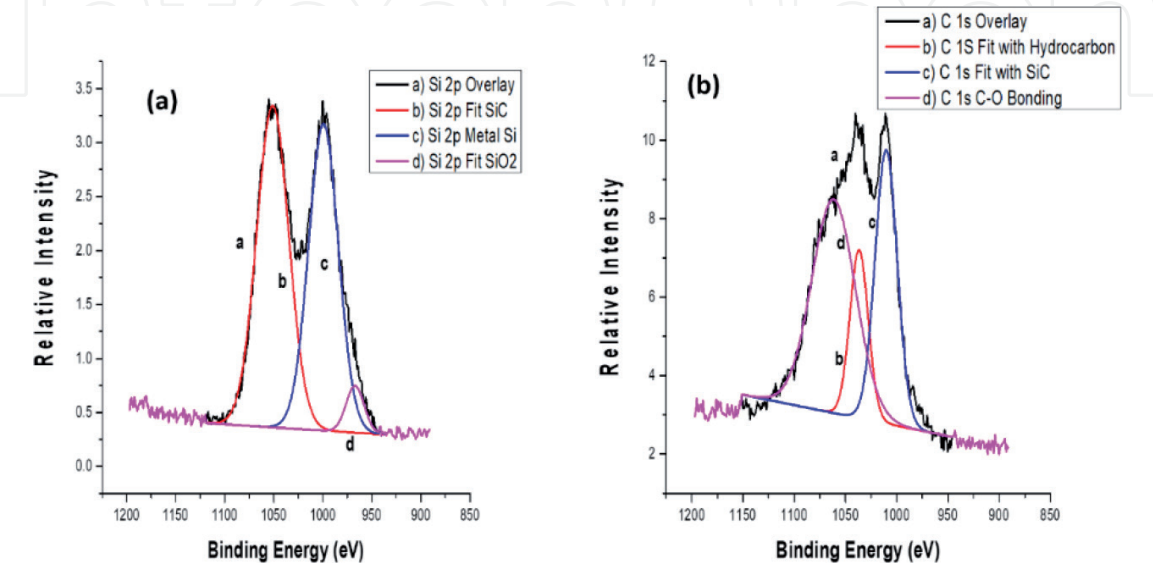 (a)
a) Si 2p Overlay
b) Si 2p Fit SiC
c) Si 2p Metal Si
d) Si 2p Fit SiO2
3.5
3.0
2.5
2.0
1.5
1.0
0.5
0.0
Relative Intensity
a
b
c
d
1200 1150 1100 1050 1000 950 900 850
Binding Energy (eV)
(b)
a) C 1s Overlay
b) C 1S Fit with Hydrocarbon
c) C 1s Fit with SiC
d) C 1s C-O Bonding
12
10
8
6
4
2
Relative Intensity
a
c
d
b
1200 1150 1100 1050 1000 950 900 850
Binding Energy (eV)